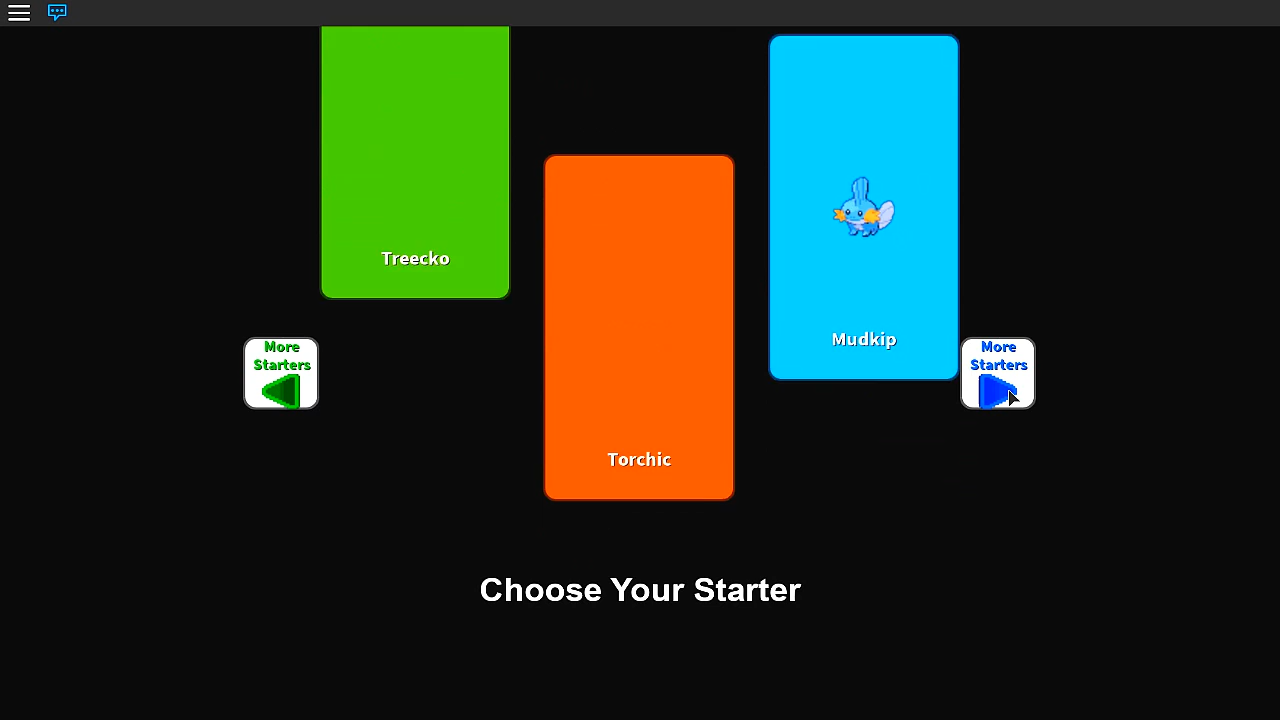 Treecko
Mudkip
More
Starters
More
Starters
Torchic
Choose Your Starter